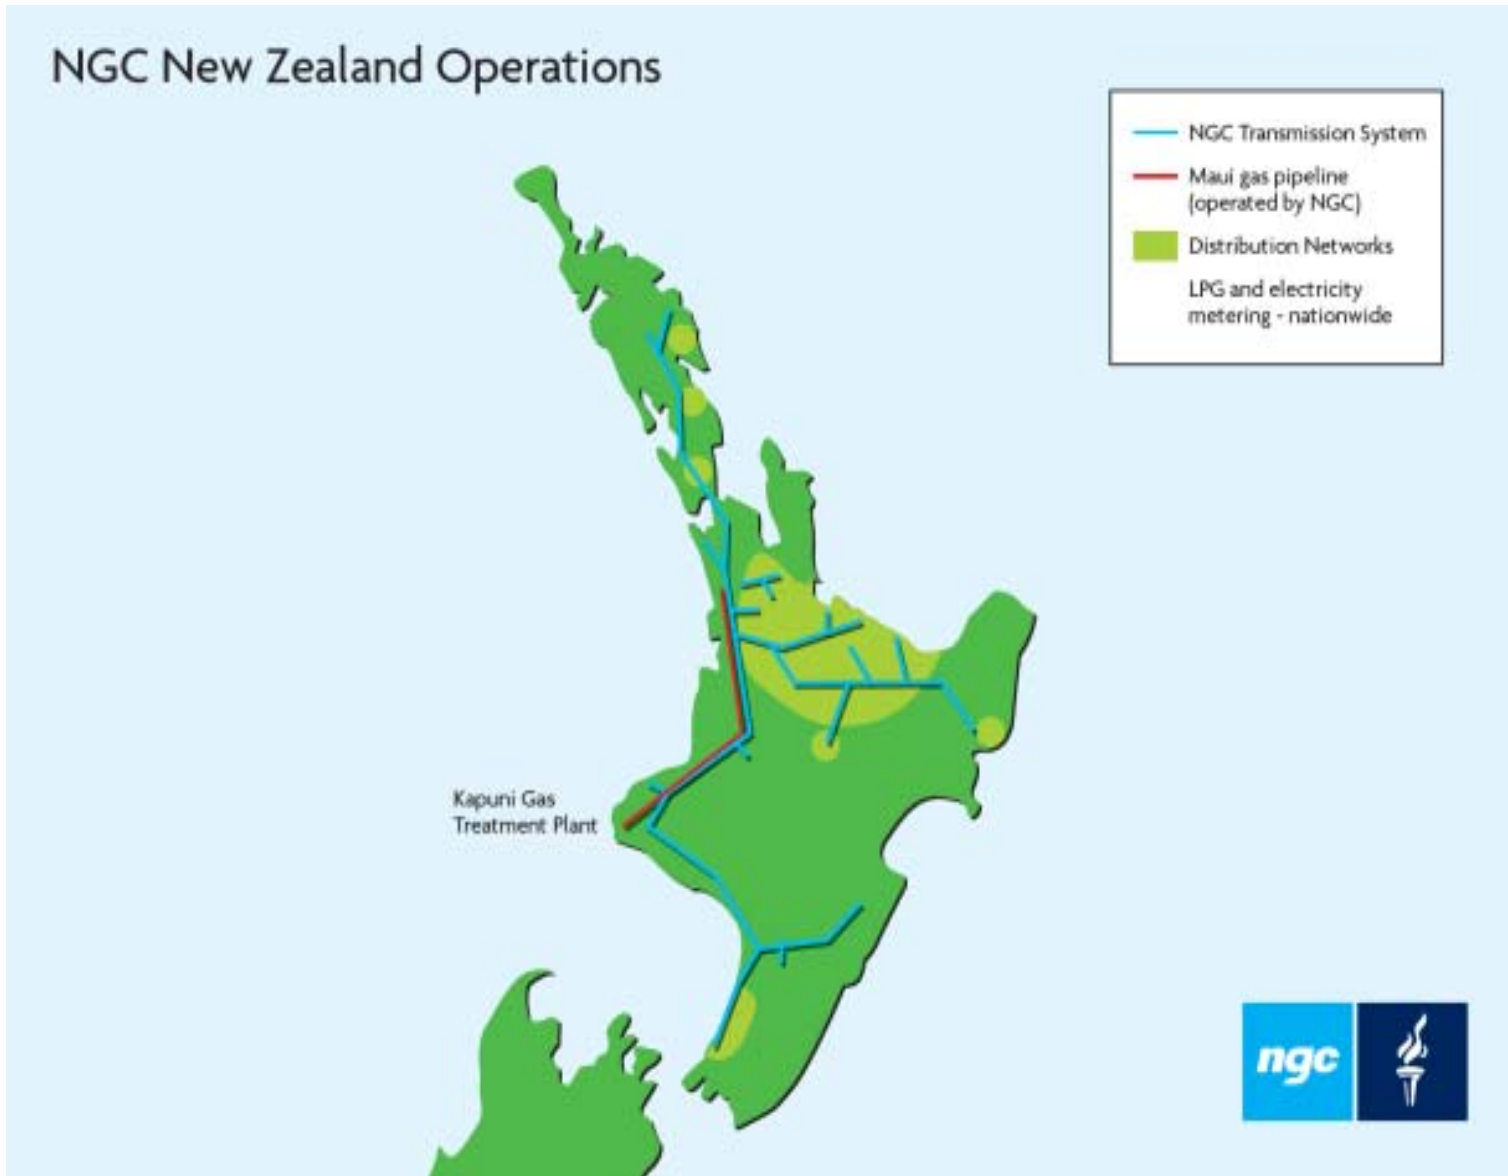 NGC New Zealand Operations
NGC Transmission System
Maui gas pipeline
(operated by NGC)
Distribution Networks
LPG and electricity
metering - nationwide
Kapuni Gas
Treatment Plant
ngc